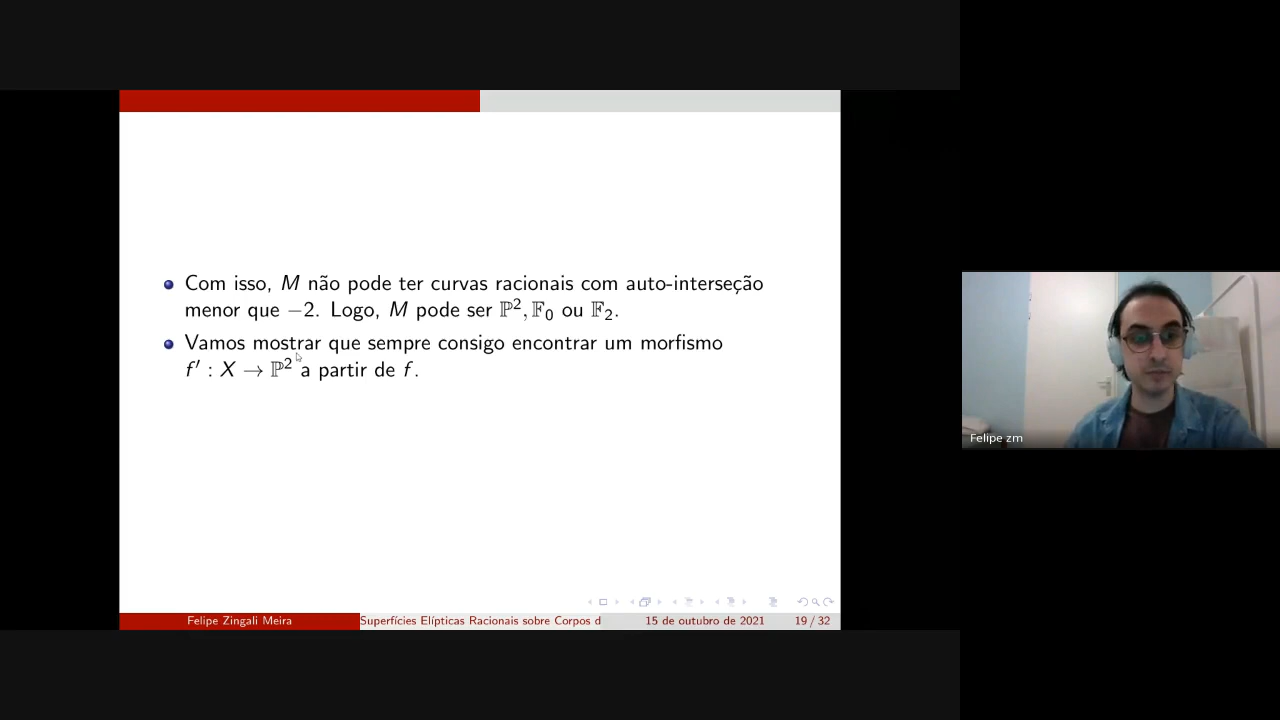 Com isso, M não pode ter curvas racionais com auto-interseção
menor que −2. Logo, M pode ser ℙ², 𝔽₀ ou 𝔽₂.
Vamos mostrar que sempre consigo encontrar um morfismo
f′ : X → ℙ² a partir de f.
Felipe zm
Felipe Zingali Meira
Superfícies Elípticas Racionais sobre Corpos d
15 de outubro de 2021
19 / 32